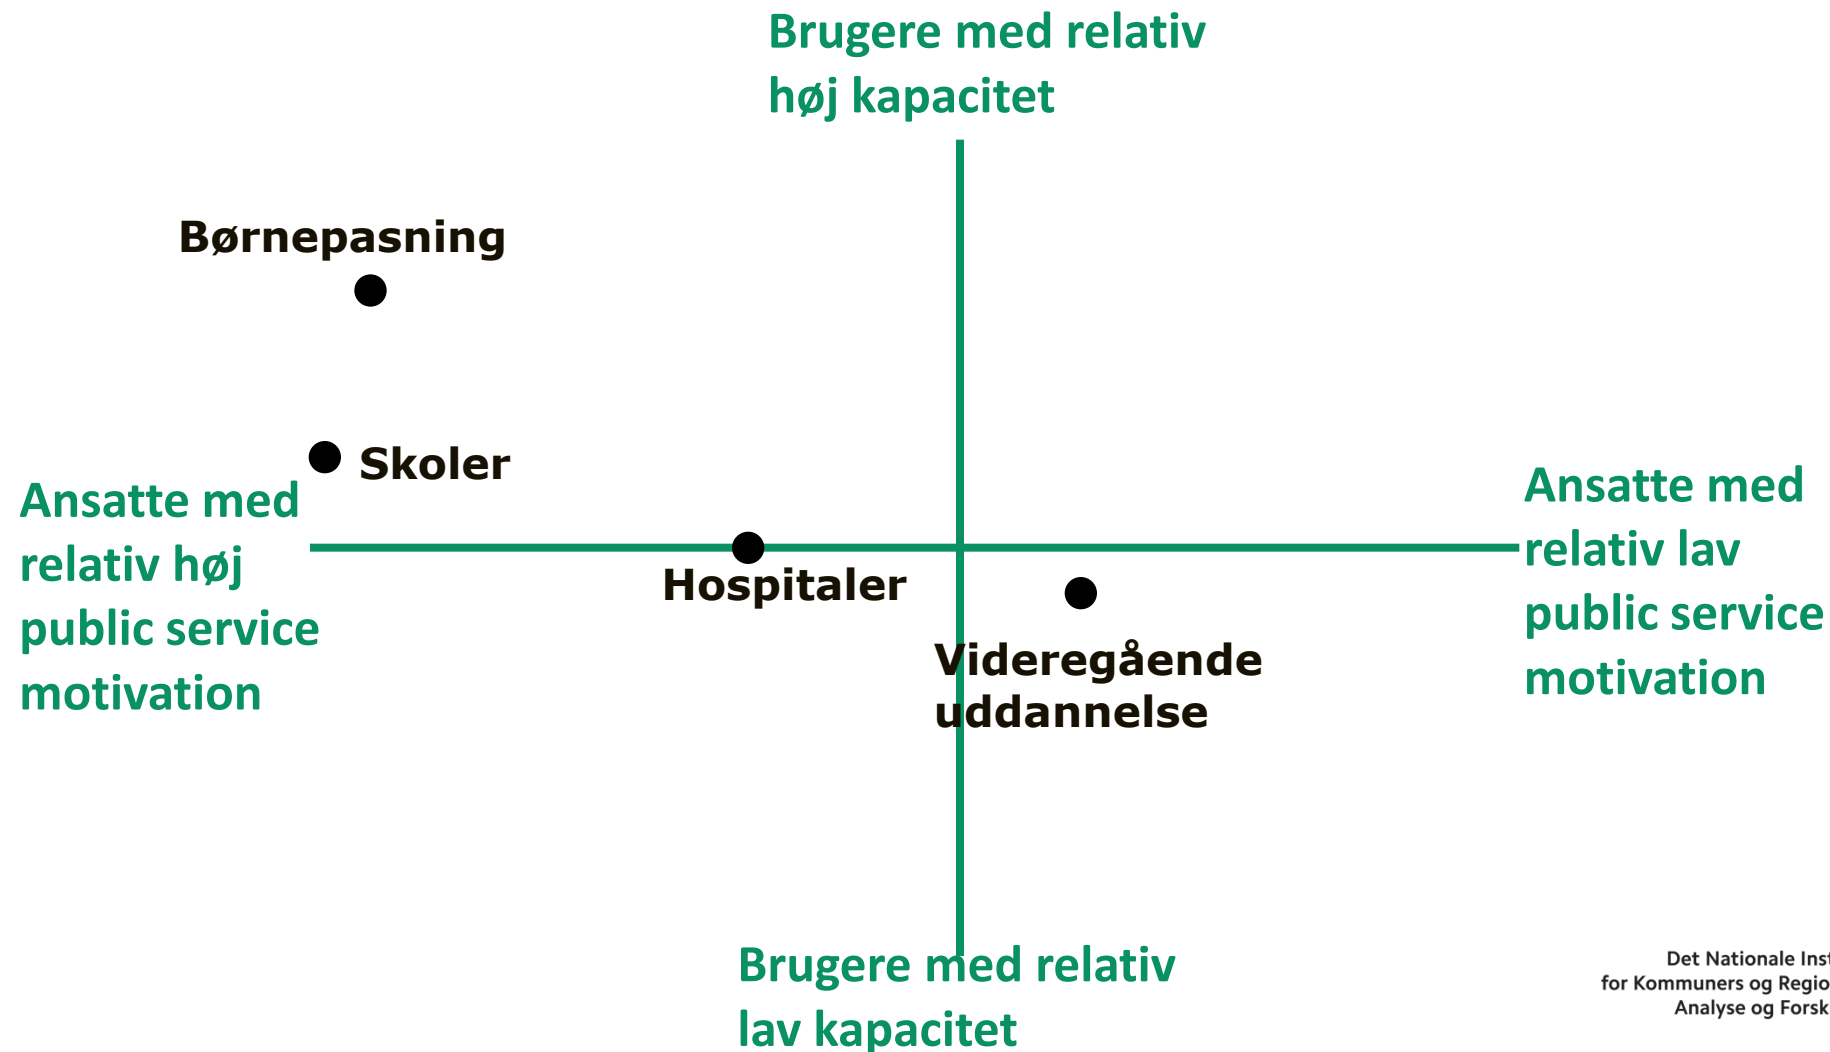 Brugere med relativ
høj kapacitet
Børnepasning
Skoler
Ansatte med
relativ høj
public service
motivation
Ansatte med
relativ lav
public service
motivation
Hospitaler
Videregående
uddannelse
Brugere med relativ
lav kapacitet
Det Nationale Inst
for Kommuners og Regio
Analyse og Forsk